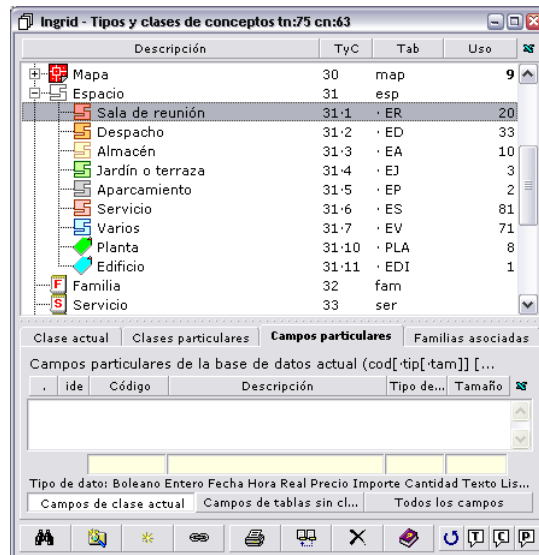 Ingrid - Tipos y clases de conceptos tn:75 cn:63
Descripción TyC Tab Uso
Mapa 30 map 9
Espacio 31 esp
Sala de reunión 31·1 · ER 20
Despacho 31·2 · ED 33
Almacén 31·3 · EA 10
Jardín o terraza 31·4 · EJ 3
Aparcamiento 31·5 · EP 2
Servicio 31·6 · ES 81
Varios 31·7 · EV 71
Planta 31·10 · PLA 8
Edificio 31·11 · EDI 1
F Familia 32 fam
S Servicio 33 ser
Clase actual Clases particulares Campos particulares Familias asociadas
Campos particulares de la base de datos actual (cod[·tip[·tam]] [...
. ide Código Descripción Tipo de... Tamaño
Tipo de dato: Boleano Entero Fecha Hora Real Precio Importe Cantidad Texto Lis...
Campos de clase actual Campos de tablas sin cl... Todos los campos
T C P